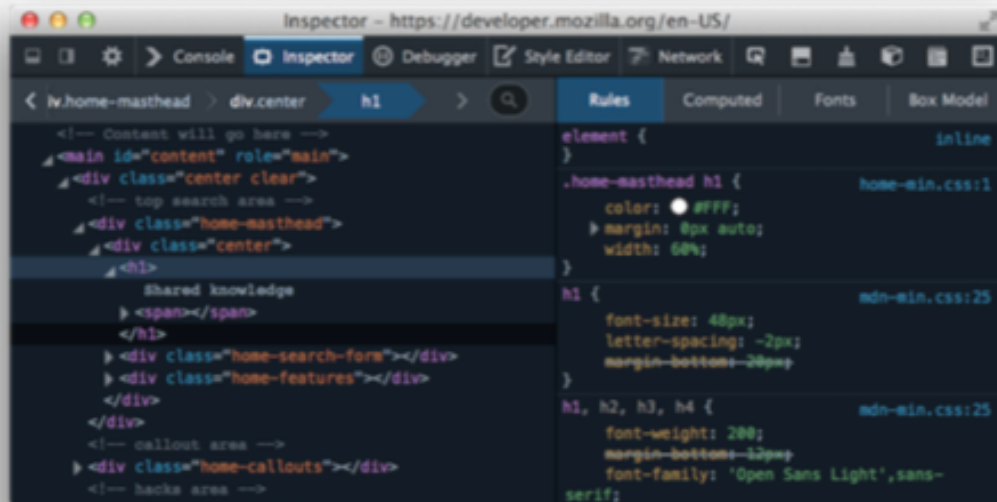 Inspector – https://developer.mozilla.org/en-US/
Console Inspector Debugger Style Editor Network
iv.home-masthead div.center h1
Rules Computed Fonts Box Model
<!-- Content will go here -->
<main id="content" role="main">
<div class="center clear">
<!-- top search area -->
<div class="home-masthead">
<div class="center">
<h1>
Shared knowledge
<span></span>
</h1>
<div class="home-search-form"></div>
<div class="home-features"></div>
</div>
</div>
<!-- callout area -->
<div class="home-callouts"></div>
<!-- hacks area -->
element { inline
}
.home-masthead h1 { home-min.css:1
color: #FFF;
margin: 0px auto;
width: 60%;
}
h1 { mdn-min.css:25
font-size: 48px;
letter-spacing: -2px;
margin-bottom: 20px;
}
h1, h2, h3, h4 { mdn-min.css:25
font-weight: 200;
margin-bottom: 12px;
font-family: 'Open Sans Light',sans-
serif;